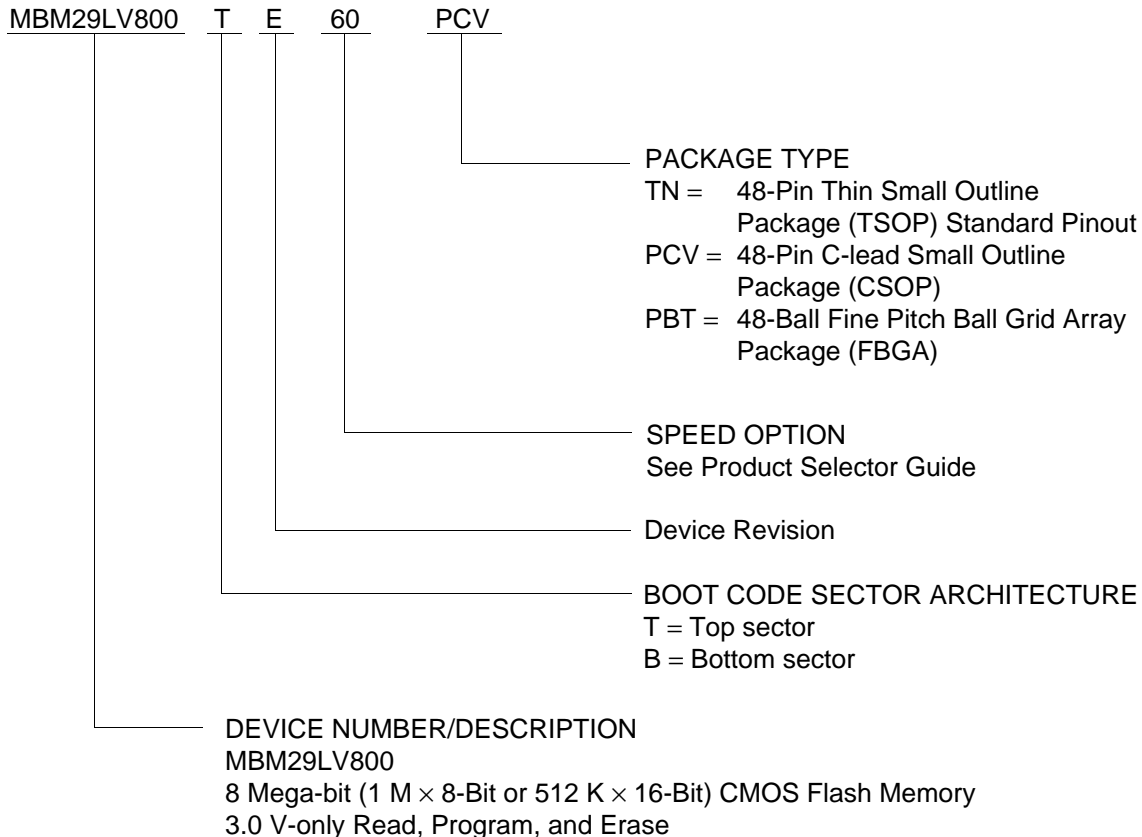 MBM29LV800 T E 60 PCV
PACKAGE TYPE
TN = 48-Pin Thin Small Outline
Package (TSOP) Standard Pinout
PCV = 48-Pin C-lead Small Outline
Package (CSOP)
PBT = 48-Ball Fine Pitch Ball Grid Array
Package (FBGA)
SPEED OPTION
See Product Selector Guide
Device Revision
BOOT CODE SECTOR ARCHITECTURE
T = Top sector
B = Bottom sector
DEVICE NUMBER/DESCRIPTION
MBM29LV800
8 Mega-bit (1 M × 8-Bit or 512 K × 16-Bit) CMOS Flash Memory
3.0 V-only Read, Program, and Erase